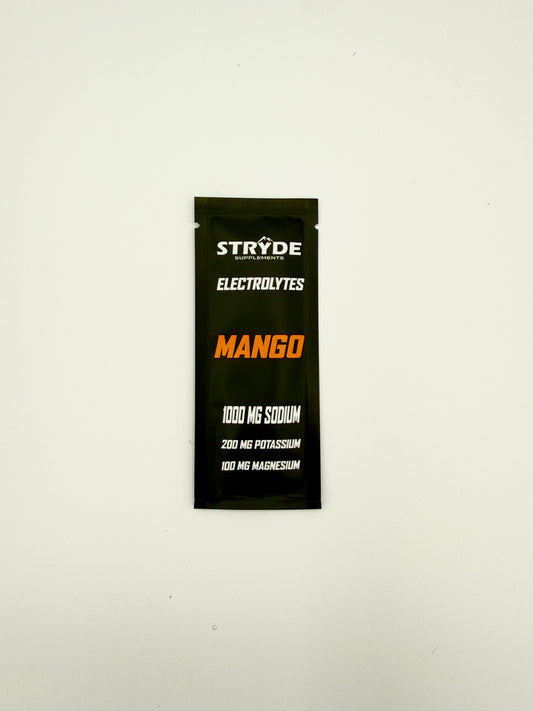 STRYDE
SUPPLEMENTS
ELECTROLYTES
MANGO
1000 MG SODIUM
200 MG POTASSIUM
100 MG MAGNESIUM